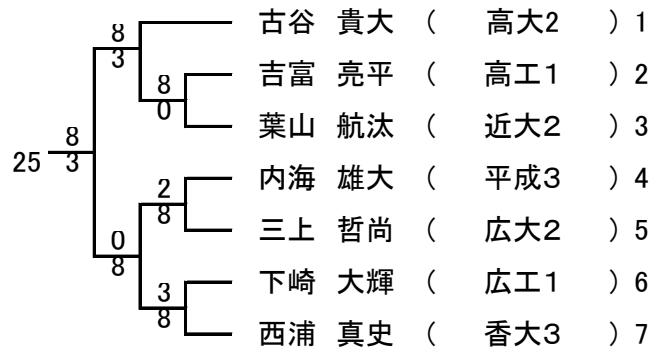 古谷 貴大 ( 高大2 ) 1
8
3
吉富 亮平 ( 高工1 ) 2
8
0
葉山 航汰 ( 近大2 ) 3
8
25
3
内海 雄大 ( 平成3 ) 4
2
8
三上 哲尚 ( 広大2 ) 5
0
8
下崎 大輝 ( 広工1 ) 6
3
8
西浦 真史 ( 香大3 ) 7